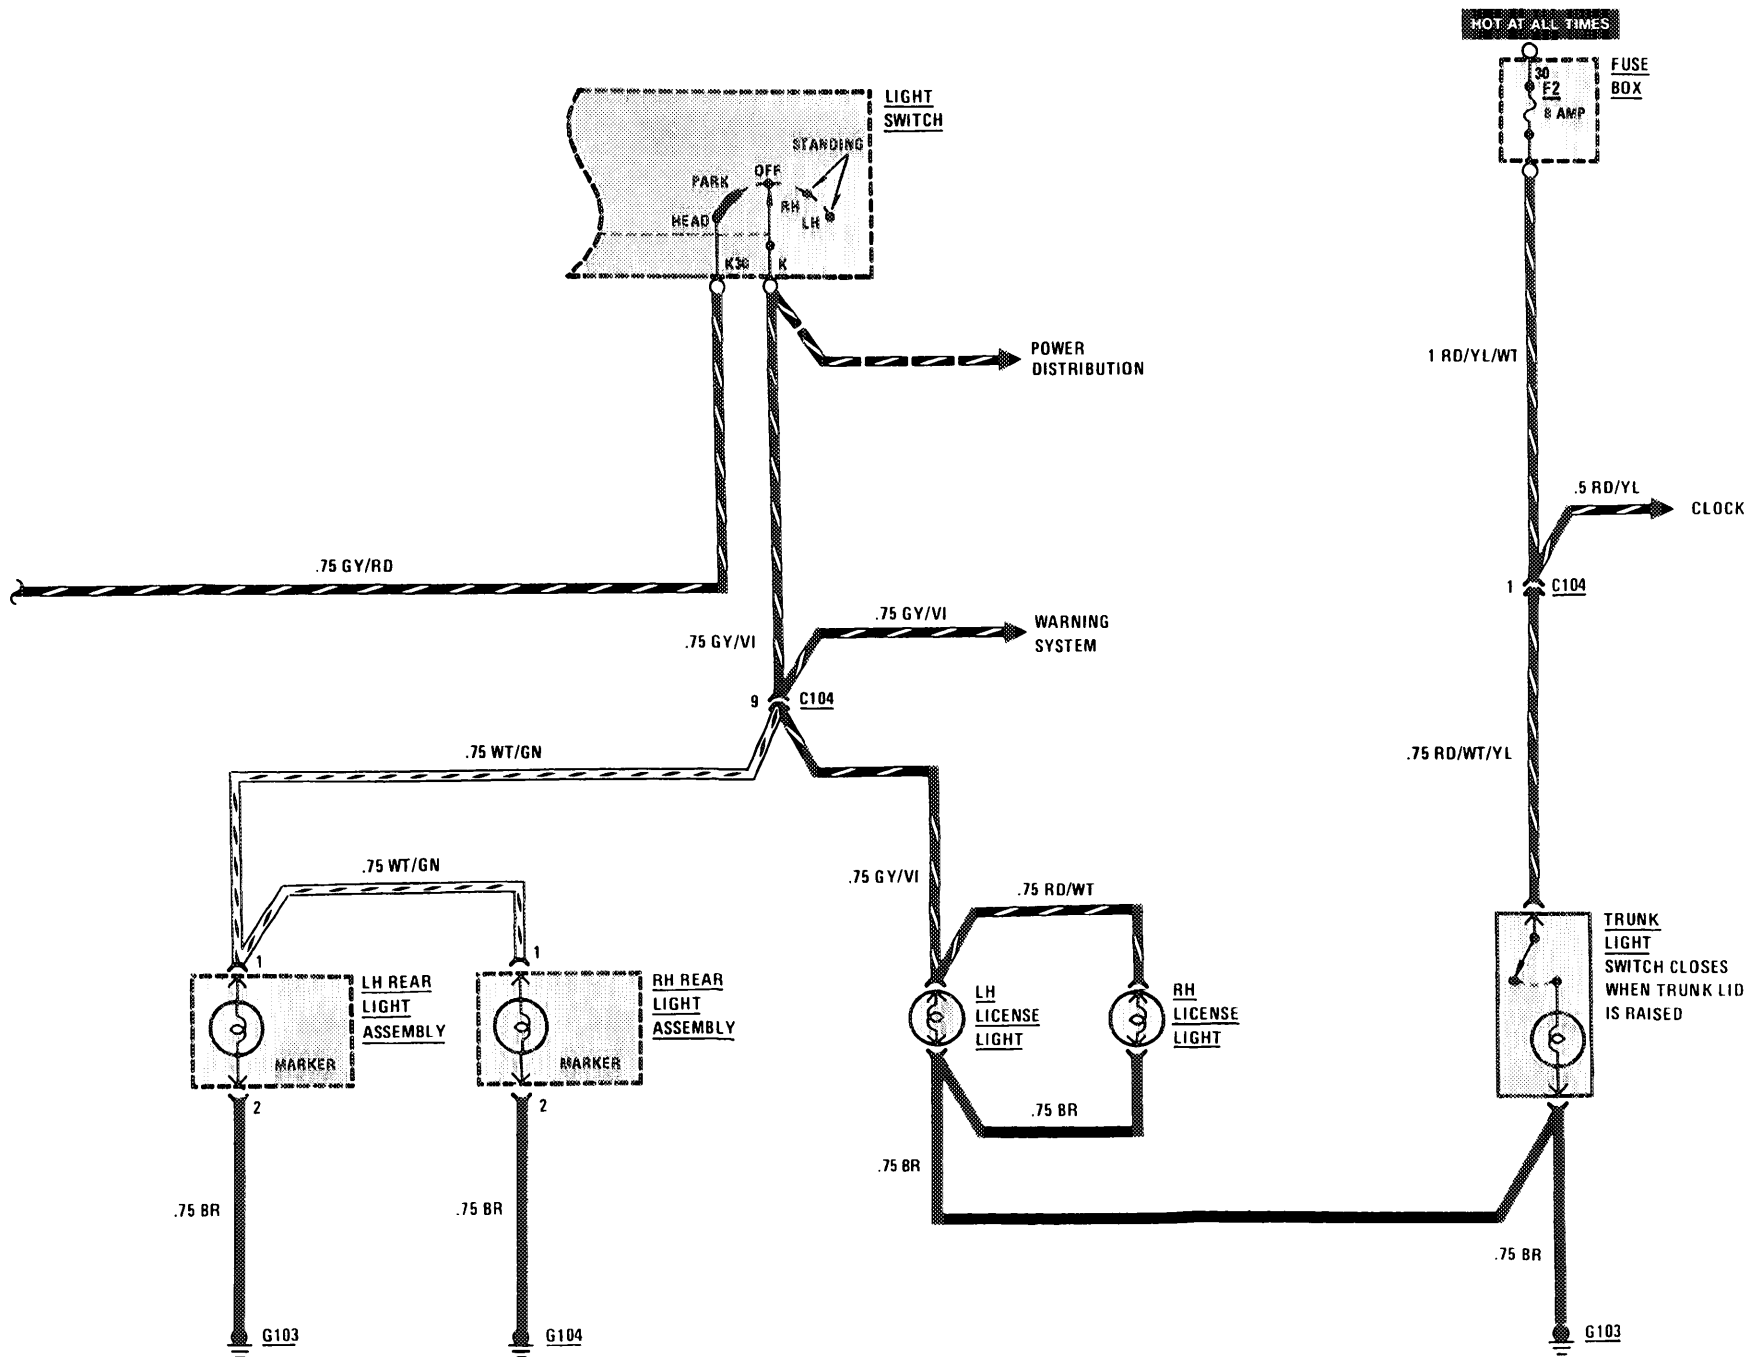 HOT AT ALL TIMES
30
F2
8 AMP
FUSE
BOX
LIGHT
SWITCH
STANDING
OFF
PARK
RH
LH
HEAD
K30
K
POWER
DISTRIBUTION
1 RD/YL/WT
.5 RD/YL
CLOCK
1
C104
.75 GY/RD
.75 GY/VI
.75 GY/VI
WARNING
SYSTEM
9
C104
.75 WT/GN
.75 RD/WT/YL
.75 WT/GN
.75 GY/VI
.75 RD/WT
1
LH REAR
LIGHT
ASSEMBLY
MARKER
2
1
RH REAR
LIGHT
ASSEMBLY
MARKER
2
LH
LICENSE
LIGHT
RH
LICENSE
LIGHT
TRUNK
LIGHT
SWITCH CLOSES
WHEN TRUNK LID
IS RAISED
.75 BR
.75 BR
.75 BR
.75 BR
.75 BR
G103
G104
G103